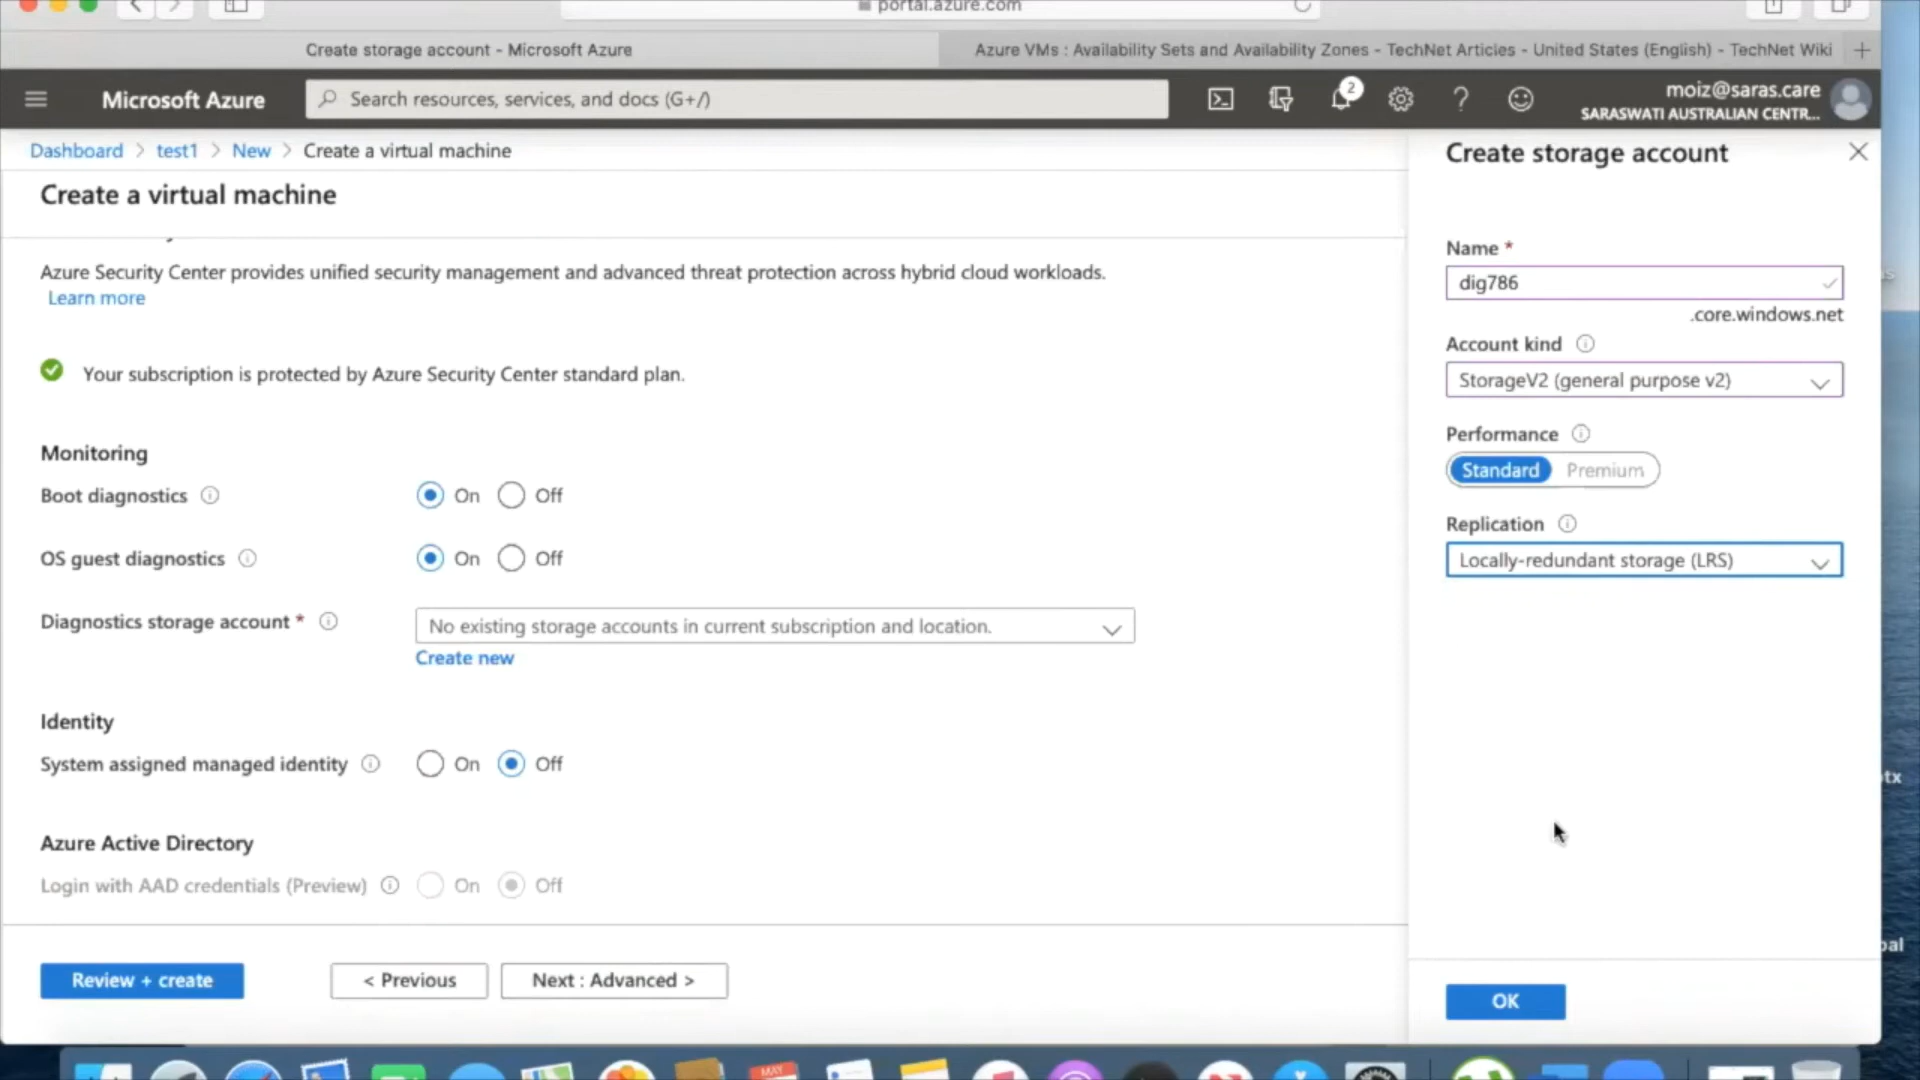 portal.azure.com
Create storage account - Microsoft Azure
Azure VMs : Availability Sets and Availability Zones - TechNet Articles - United States (English) - TechNet Wiki
Microsoft Azure
Search resources, services, and docs (G+/)
2
moiz@saras.care
SARASWATI AUSTRALIAN CENTR...
Dashboard > test1 > New > Create a virtual machine
Create a virtual machine
Azure Security Center provides unified security management and advanced threat protection across hybrid cloud workloads.
Learn more
Your subscription is protected by Azure Security Center standard plan.
Monitoring
Boot diagnostics On Off
OS guest diagnostics On Off
Diagnostics storage account * No existing storage accounts in current subscription and location.
Create new
Identity
System assigned managed identity On Off
Azure Active Directory
Login with AAD credentials (Preview) On Off
Review + create < Previous Next : Advanced >
Create storage account
Name *
dig786
.core.windows.net
Account kind
StorageV2 (general purpose v2)
Performance
Standard Premium
Replication
Locally-redundant storage (LRS)
OK
MAY